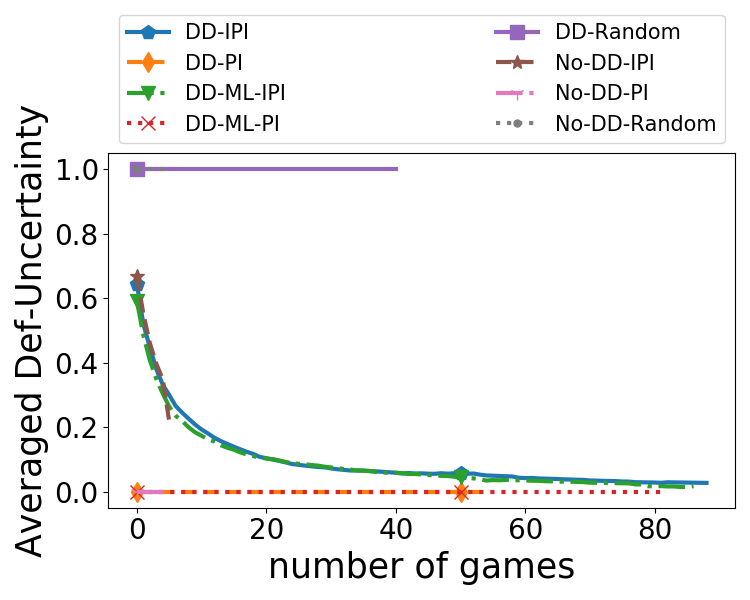 DD-IPI
DD-PI
DD-ML-IPI
DD-ML-PI
DD-Random
No-DD-IPI
No-DD-PI
No-DD-Random
Averaged Def-Uncertainty
1.0
0.8
0.6
0.4
0.2
0.0
0 20 40 60 80
number of games